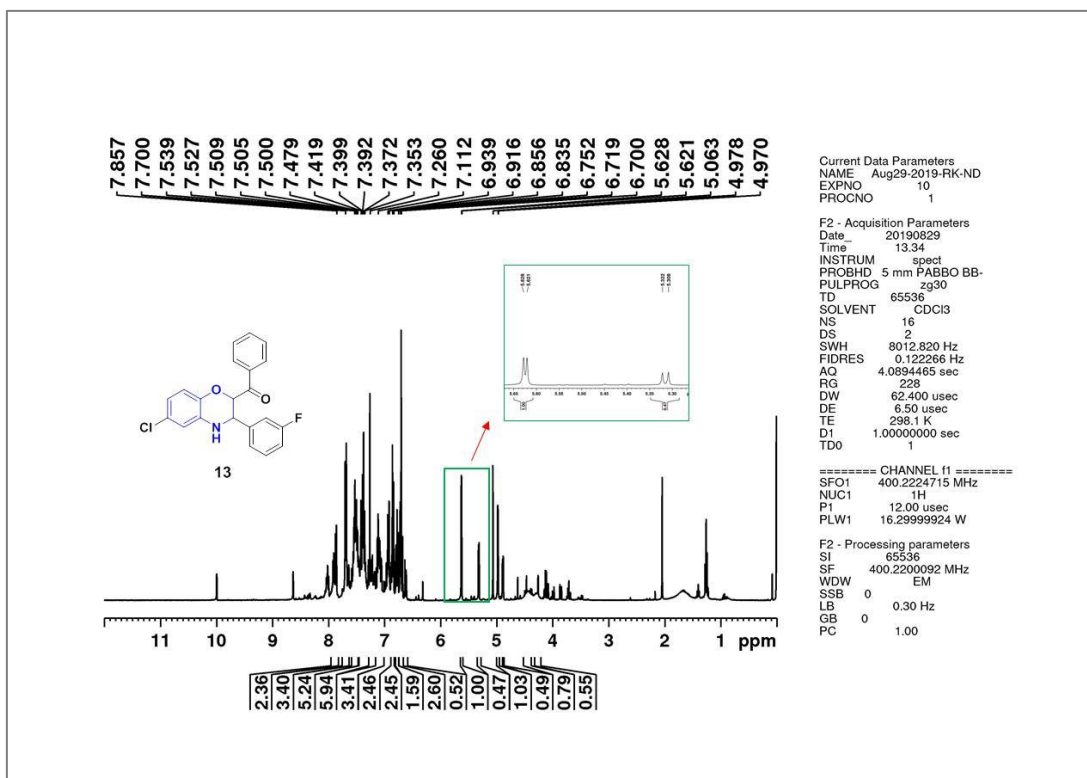 7.857 7.700 7.539 7.527 7.509 7.505 7.500 7.479 7.419 7.399 7.392 7.372 7.353 7.260 7.112 6.939 6.916 6.856 6.835 6.752 6.719 6.700 5.628 5.621 5.063 4.978 4.970
Current Data Parameters
NAME Aug29-2019-RK-ND
EXPNO 10
PROCNO 1
F2 - Acquisition Parameters
Date_ 20190829
Time 13.34
INSTRUM spect
PROBHD 5 mm PABBO BB-
PULPROG zg30
TD 65536
SOLVENT CDCl3
NS 16
DS 2
SWH 8012.820 Hz
FIDRES 0.122266 Hz
AQ 4.0894465 sec
RG 228
DW 62.400 usec
DE 6.50 usec
TE 298.1 K
D1 1.00000000 sec
TD0 1
======== CHANNEL f1 ========
SFO1 400.2224715 MHz
NUC1 1H
P1 12.00 usec
PLW1 16.29999924 W
F2 - Processing parameters
SI 65536
SF 400.2200092 MHz
WDW EM
SSB 0
LB 0.30 Hz
GB 0
PC 1.00
5.628 5.621
O
O
F
Cl
N
H
13
11 10 9 8 7 6 5 4 3 2 1 ppm
2.36 3.40 5.24 5.94 3.41 2.46 2.45 1.59 2.60 0.52 1.00 0.47 1.03 0.49 0.79 0.55